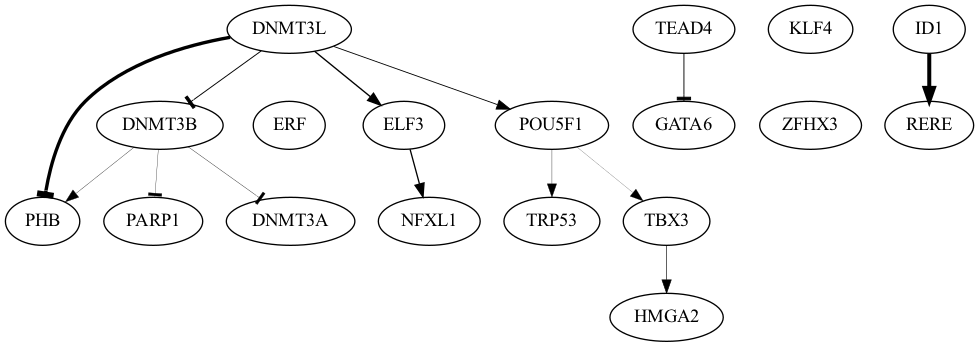 DNMT3L
TEAD4
KLF4
ID1
DNMT3B
ERF
ELF3
POU5F1
GATA6
ZFHX3
RERE
PHB
PARP1
DNMT3A
NFXL1
TRP53
TBX3
HMGA2